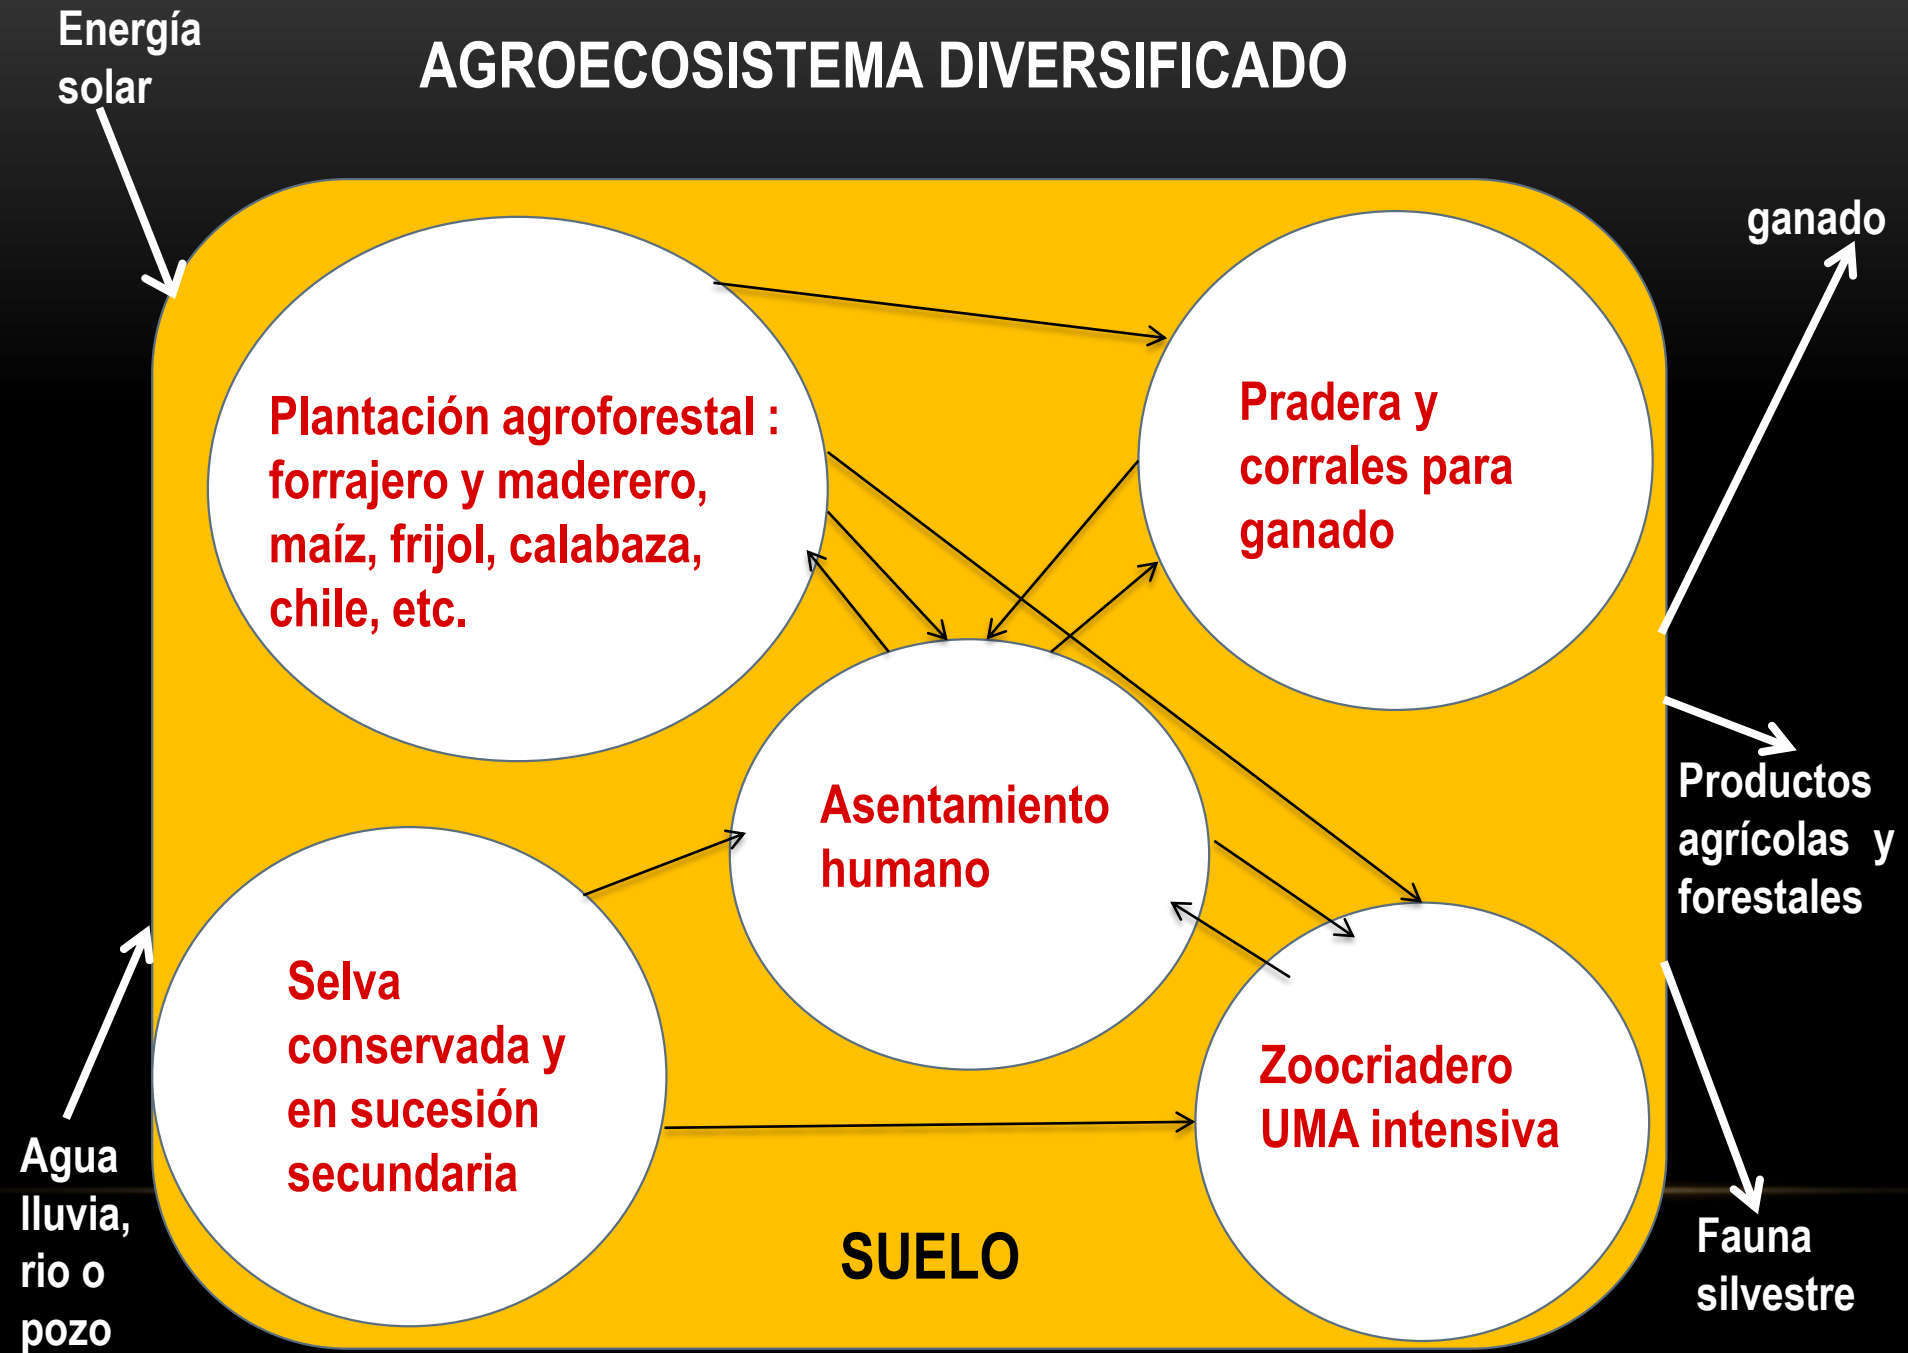 Energía
solar
AGROECOSISTEMA DIVERSIFICADO
ganado
Plantación agroforestal :
forrajero y maderero,
maíz, frijol, calabaza,
chile, etc.
Pradera y
corrales para
ganado
Asentamiento
humano
Productos
agrícolas y
forestales
Selva
conservada y
en sucesión
secundaria
Zoocriadero
UMA intensiva
Agua
lluvia,
rio o
pozo
SUELO
Fauna
silvestre